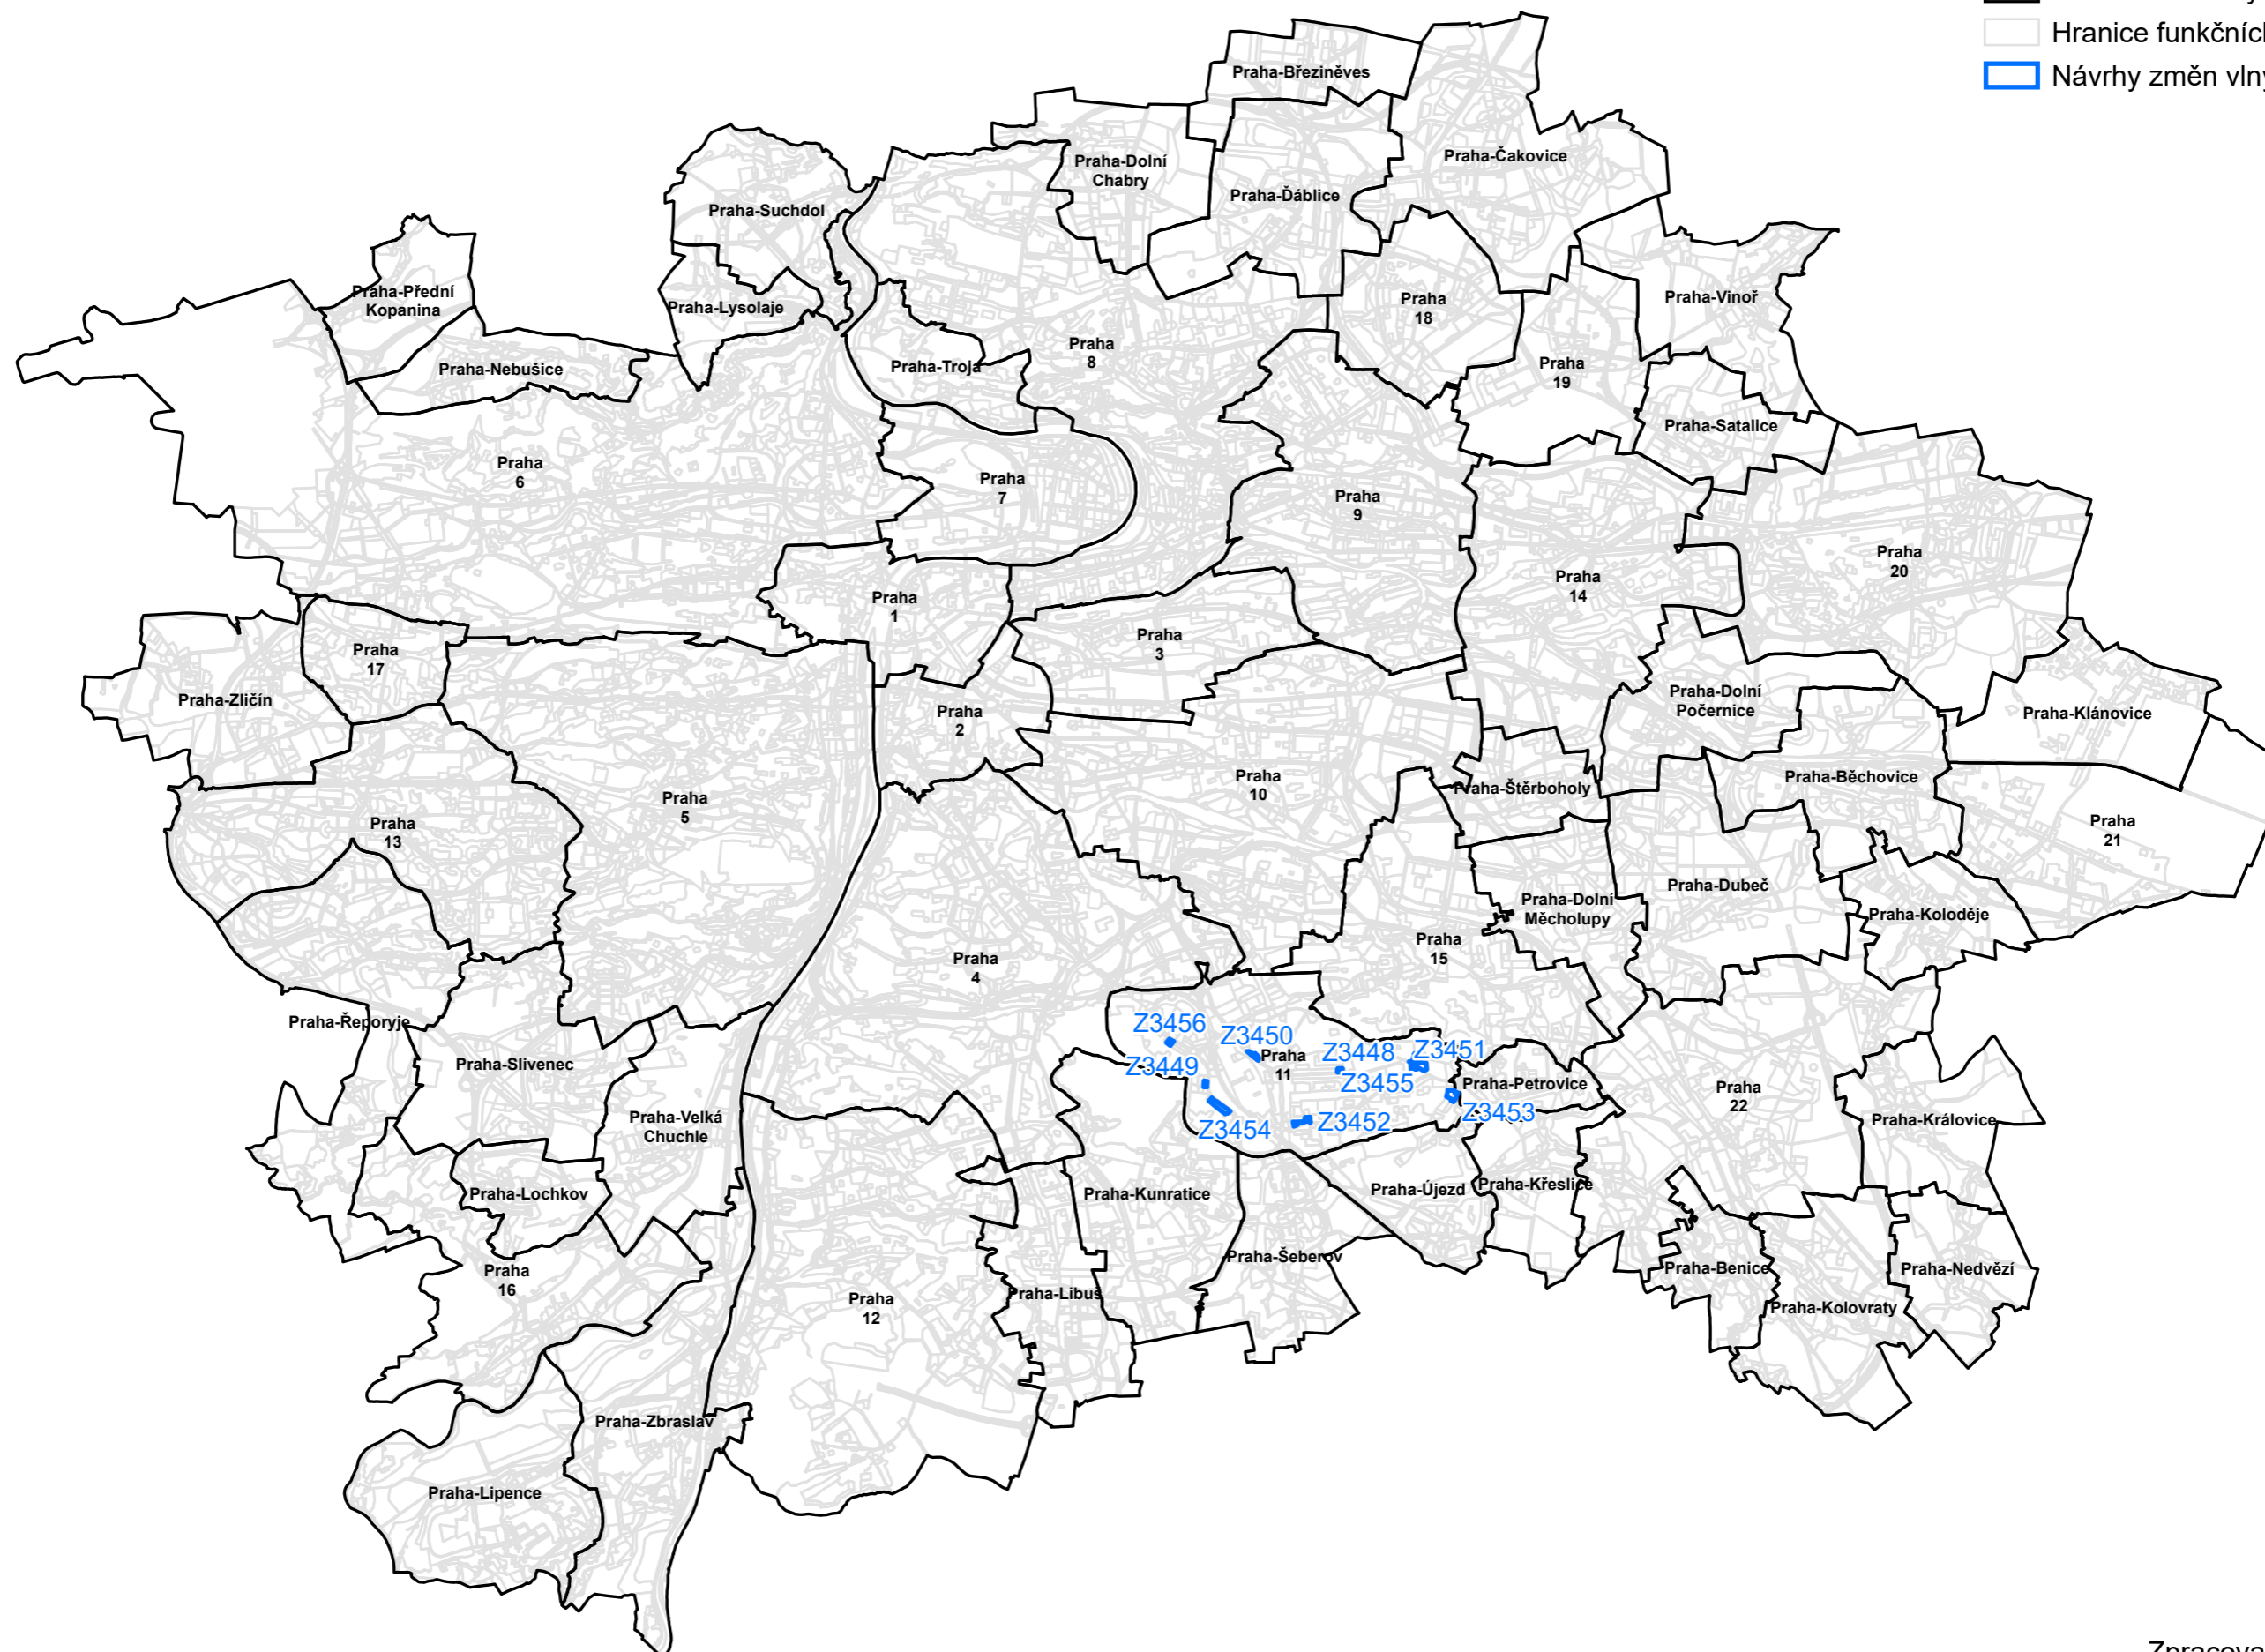 Hranice funkčních
Návrhy změn vlny
Praha-Březiněves
Praha-Čakovice
Praha-Dolní
Chabry
Praha-Ďáblice
Praha-Suchdol
Praha-Přední
Kopanina
Praha-Lysolaje
Praha-Vinoř
Praha
18
Praha
8
Praha-Troja
Praha-Nebušice
Praha
19
Praha-Satalice
Praha
6
Praha
7
Praha
9
Praha
20
Praha
14
Praha
1
Praha
3
Praha
17
Praha-Zličín
Praha-Dolní
Počernice
Praha-Klánovice
Praha
2
Praha
10
Praha-Štěrboholy
Praha-Běchovice
Praha
5
Praha
13
Praha
21
Praha-Dubeč
Praha-Dolní
Měcholupy
Praha-Koloděje
Praha
15
Praha
4
Praha-Řeporyje
Z3456
Z3450
Z3448
Z3451
Praha-Slivenec
Z3449
Praha
11
Z3455
Praha-Petrovice
Praha
22
Z3453
Praha-Královice
Praha-Velká
Chuchle
Z3454
Z3452
Praha-Lochkov
Praha-Kunratice
Praha-Újezd
Praha-Křeslice
Praha-Šeberov
Praha-Benice
Praha-Nedvězí
Praha
16
Praha-Libuš
Praha
12
Praha-Kolovraty
Praha-Zbraslav
Praha-Lipence
Zpracova